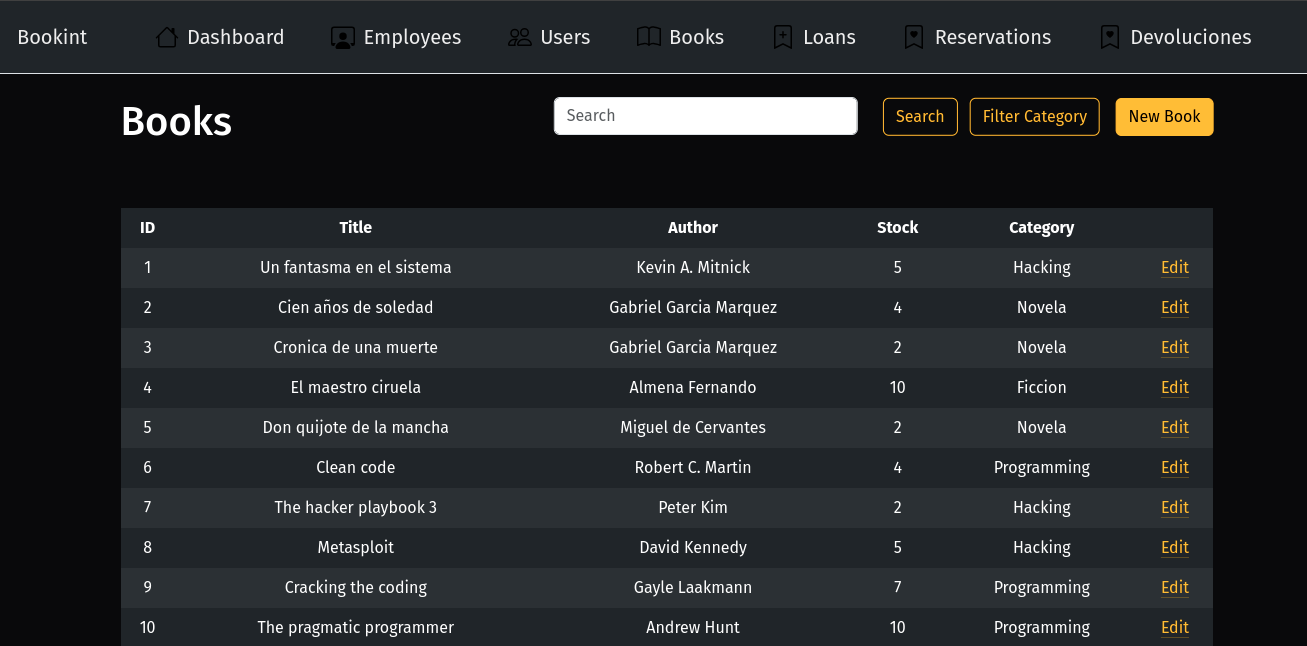 Bookint Dashboard Employees Users Books Loans Reservations Devoluciones
Books Search Search Filter Category New Book
ID Title Author Stock Category
1 Un fantasma en el sistema Kevin A. Mitnick 5 Hacking Edit
2 Cien años de soledad Gabriel Garcia Marquez 4 Novela Edit
3 Cronica de una muerte Gabriel Garcia Marquez 2 Novela Edit
4 El maestro ciruela Almena Fernando 10 Ficcion Edit
5 Don quijote de la mancha Miguel de Cervantes 2 Novela Edit
6 Clean code Robert C. Martin 4 Programming Edit
7 The hacker playbook 3 Peter Kim 2 Hacking Edit
8 Metasploit David Kennedy 5 Hacking Edit
9 Cracking the coding Gayle Laakmann 7 Programming Edit
10 The pragmatic programmer Andrew Hunt 10 Programming Edit